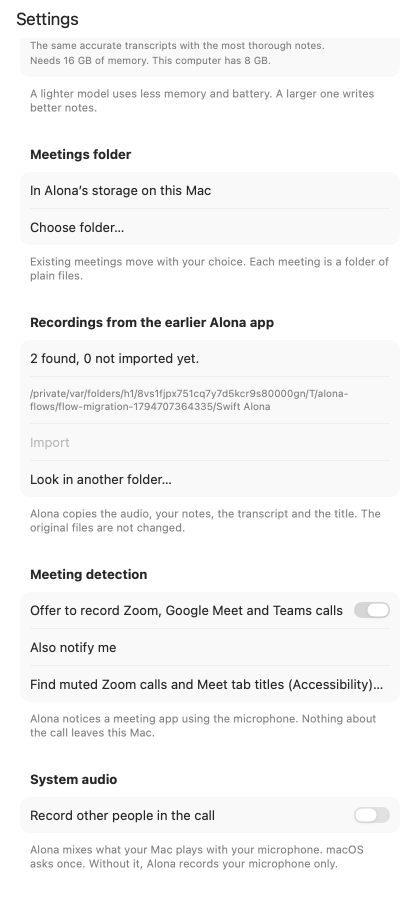 Settings
The same accurate transcripts with the most thorough notes.
Needs 16 GB of memory. This computer has 8 GB.
A lighter model uses less memory and battery. A larger one writes
better notes.
Meetings folder
In Alona's storage on this Mac
Choose folder...
Existing meetings move with your choice. Each meeting is a folder of
plain files.
Recordings from the earlier Alona app
2 found, 0 not imported yet.
/private/var/folders/h1/8vs1fjpx751cq7y7d5kcr9s80000gn/T/alona-
flows/flow-migration-1794707364335/Swift Alona
Import
Look in another folder...
Alona copies the audio, your notes, the transcript and the title. The
original files are not changed.
Meeting detection
Offer to record Zoom, Google Meet and Teams calls
Also notify me
Find muted Zoom calls and Meet tab titles (Accessibility)...
Alona notices a meeting app using the microphone. Nothing about
the call leaves this Mac.
System audio
Record other people in the call
Alona mixes what your Mac plays with your microphone. macOS
asks once. Without it, Alona records your microphone only.